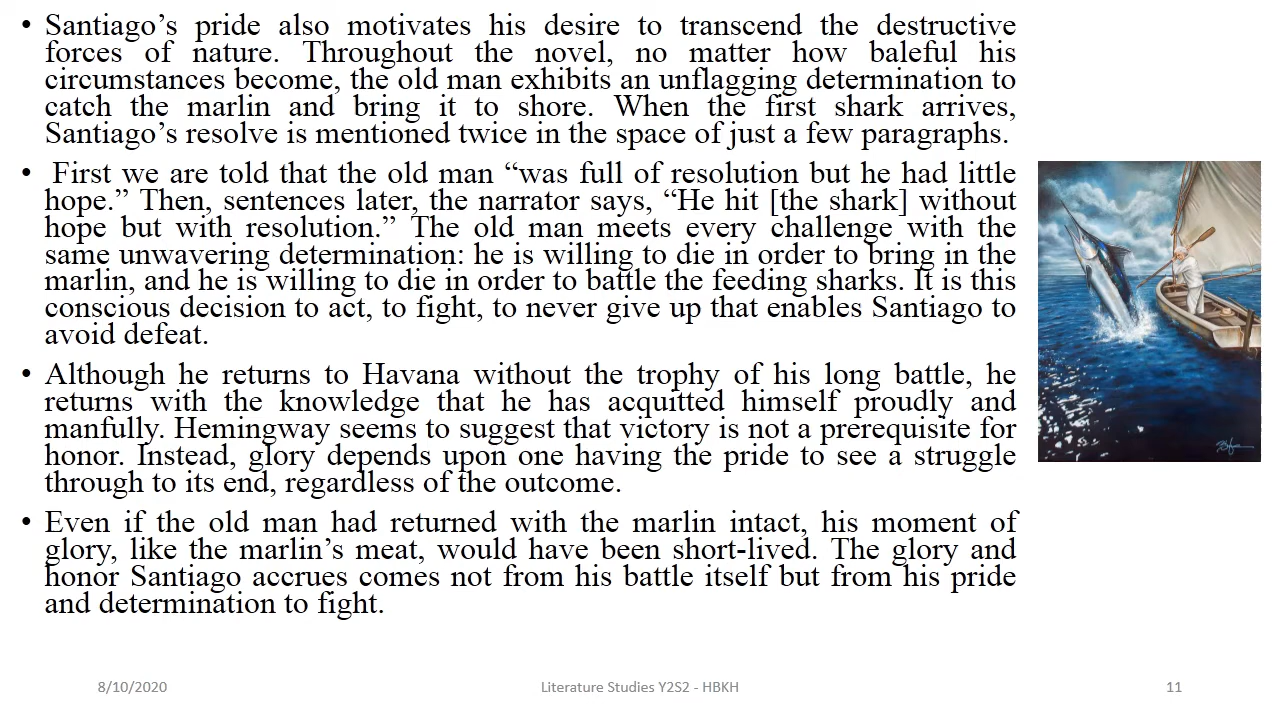 • Santiago’s pride also motivates his desire to transcend the destructive
forces of nature. Throughout the novel, no matter how baleful his
circumstances become, the old man exhibits an unflagging determination to
catch the marlin and bring it to shore. When the first shark arrives,
Santiago’s resolve is mentioned twice in the space of just a few paragraphs.
• First we are told that the old man “was full of resolution but he had little
hope.” Then, sentences later, the narrator says, “He hit [the shark] without
hope but with resolution.” The old man meets every challenge with the
same unwavering determination: he is willing to die in order to bring in the
marlin, and he is willing to die in order to battle the feeding sharks. It is this
conscious decision to act, to fight, to never give up that enables Santiago to
avoid defeat.
• Although he returns to Havana without the trophy of his long battle, he
returns with the knowledge that he has acquitted himself proudly and
manfully. Hemingway seems to suggest that victory is not a prerequisite for
honor. Instead, glory depends upon one having the pride to see a struggle
through to its end, regardless of the outcome.
• Even if the old man had returned with the marlin intact, his moment of
glory, like the marlin’s meat, would have been short-lived. The glory and
honor Santiago accrues comes not from his battle itself but from his pride
and determination to fight.
8/10/2020
Literature Studies Y2S2 - HBKH
11